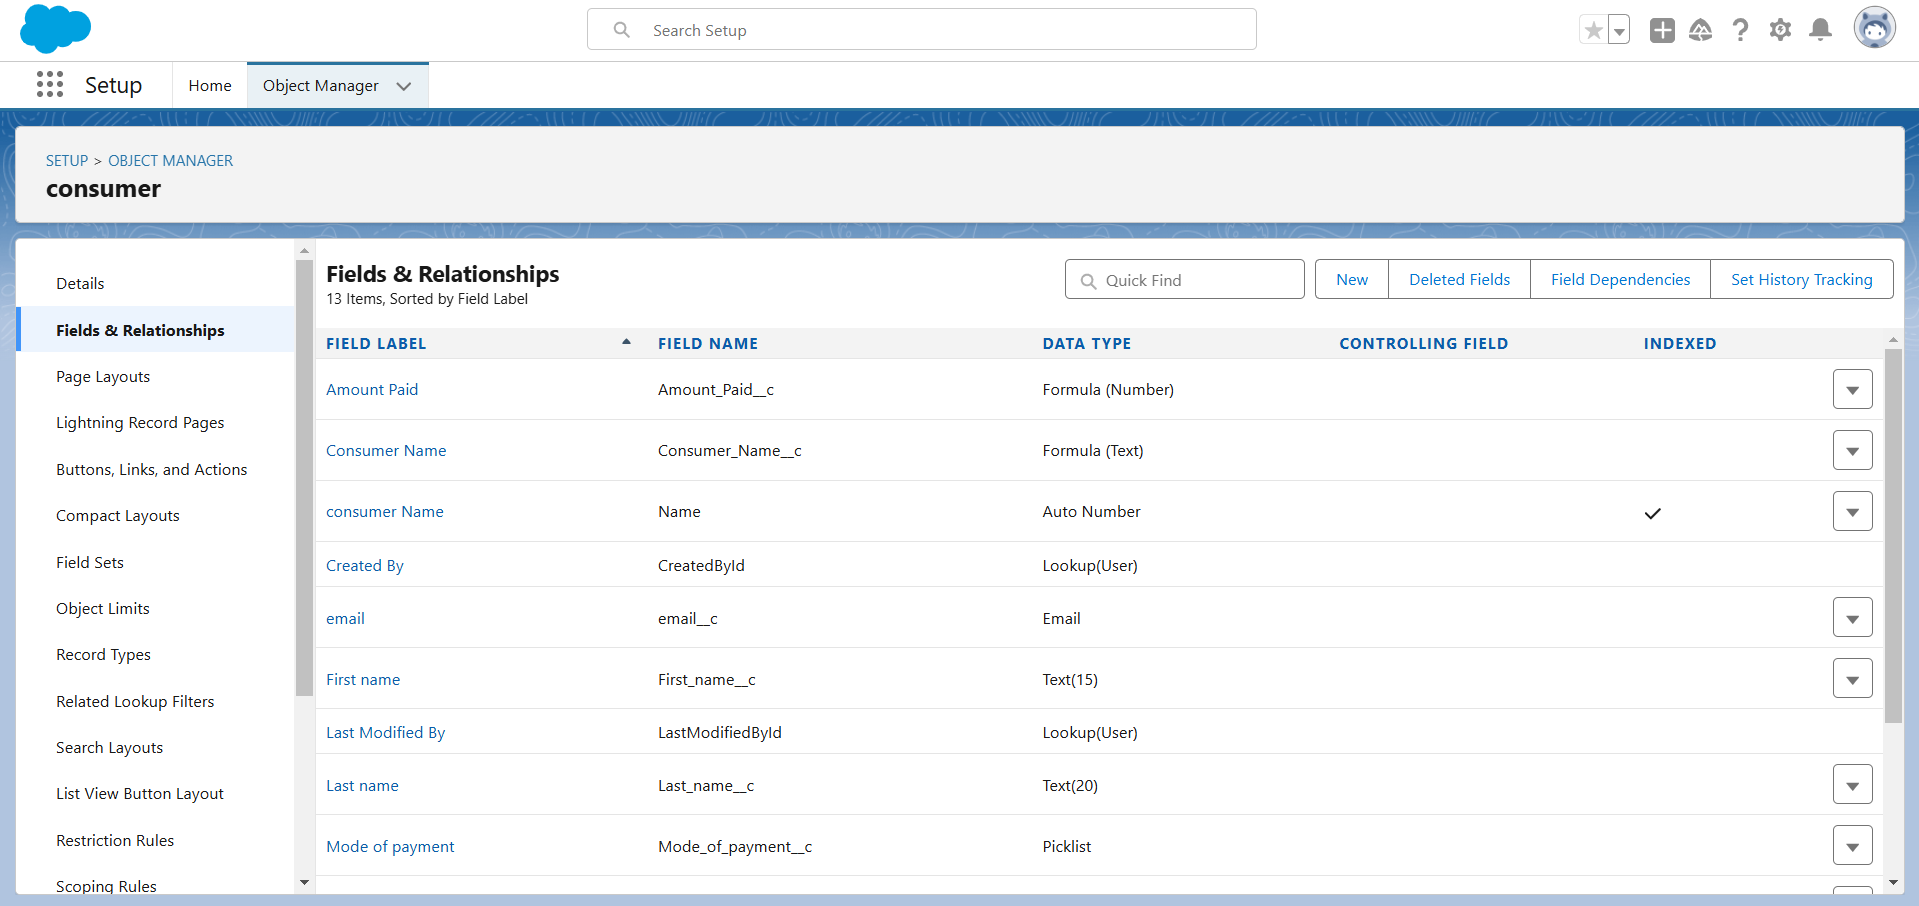 Search Setup
Setup
Home
Object Manager
SETUP > OBJECT MANAGER
consumer
Details
Fields & Relationships
Page Layouts
Lightning Record Pages
Buttons, Links, and Actions
Compact Layouts
Field Sets
Object Limits
Record Types
Related Lookup Filters
Search Layouts
List View Button Layout
Restriction Rules
Scoping Rules
Fields & Relationships
13 Items, Sorted by Field Label
Quick Find
New
Deleted Fields
Field Dependencies
Set History Tracking
FIELD LABEL FIELD NAME DATA TYPE CONTROLLING FIELD INDEXED
Amount Paid Amount_Paid__c Formula (Number)
Consumer Name Consumer_Name__c Formula (Text)
consumer Name Name Auto Number
Created By CreatedById Lookup(User)
email email__c Email
First name First_name__c Text(15)
Last Modified By LastModifiedById Lookup(User)
Last name Last_name__c Text(20)
Mode of payment Mode_of_payment__c Picklist